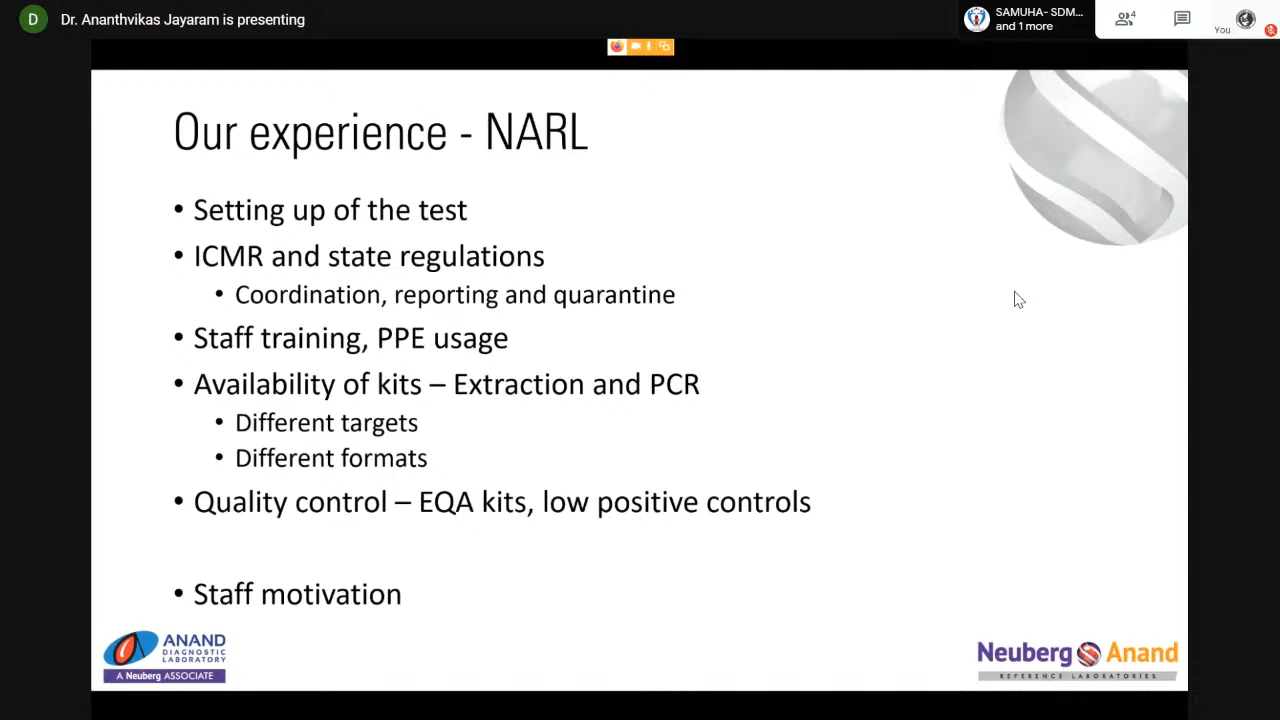 D Dr. Ananthvikas Jayaram is presenting
SAMUHA- SDM...
and 1 more
4
You
Our experience - NARL
• Setting up of the test
• ICMR and state regulations
• Coordination, reporting and quarantine
• Staff training, PPE usage
• Availability of kits – Extraction and PCR
• Different targets
• Different formats
• Quality control – EQA kits, low positive controls
• Staff motivation
ANAND
DIAGNOSTIC
LABORATORY
A Neuberg ASSOCIATE
Neuberg Anand
REFERENCE LABORATORIES